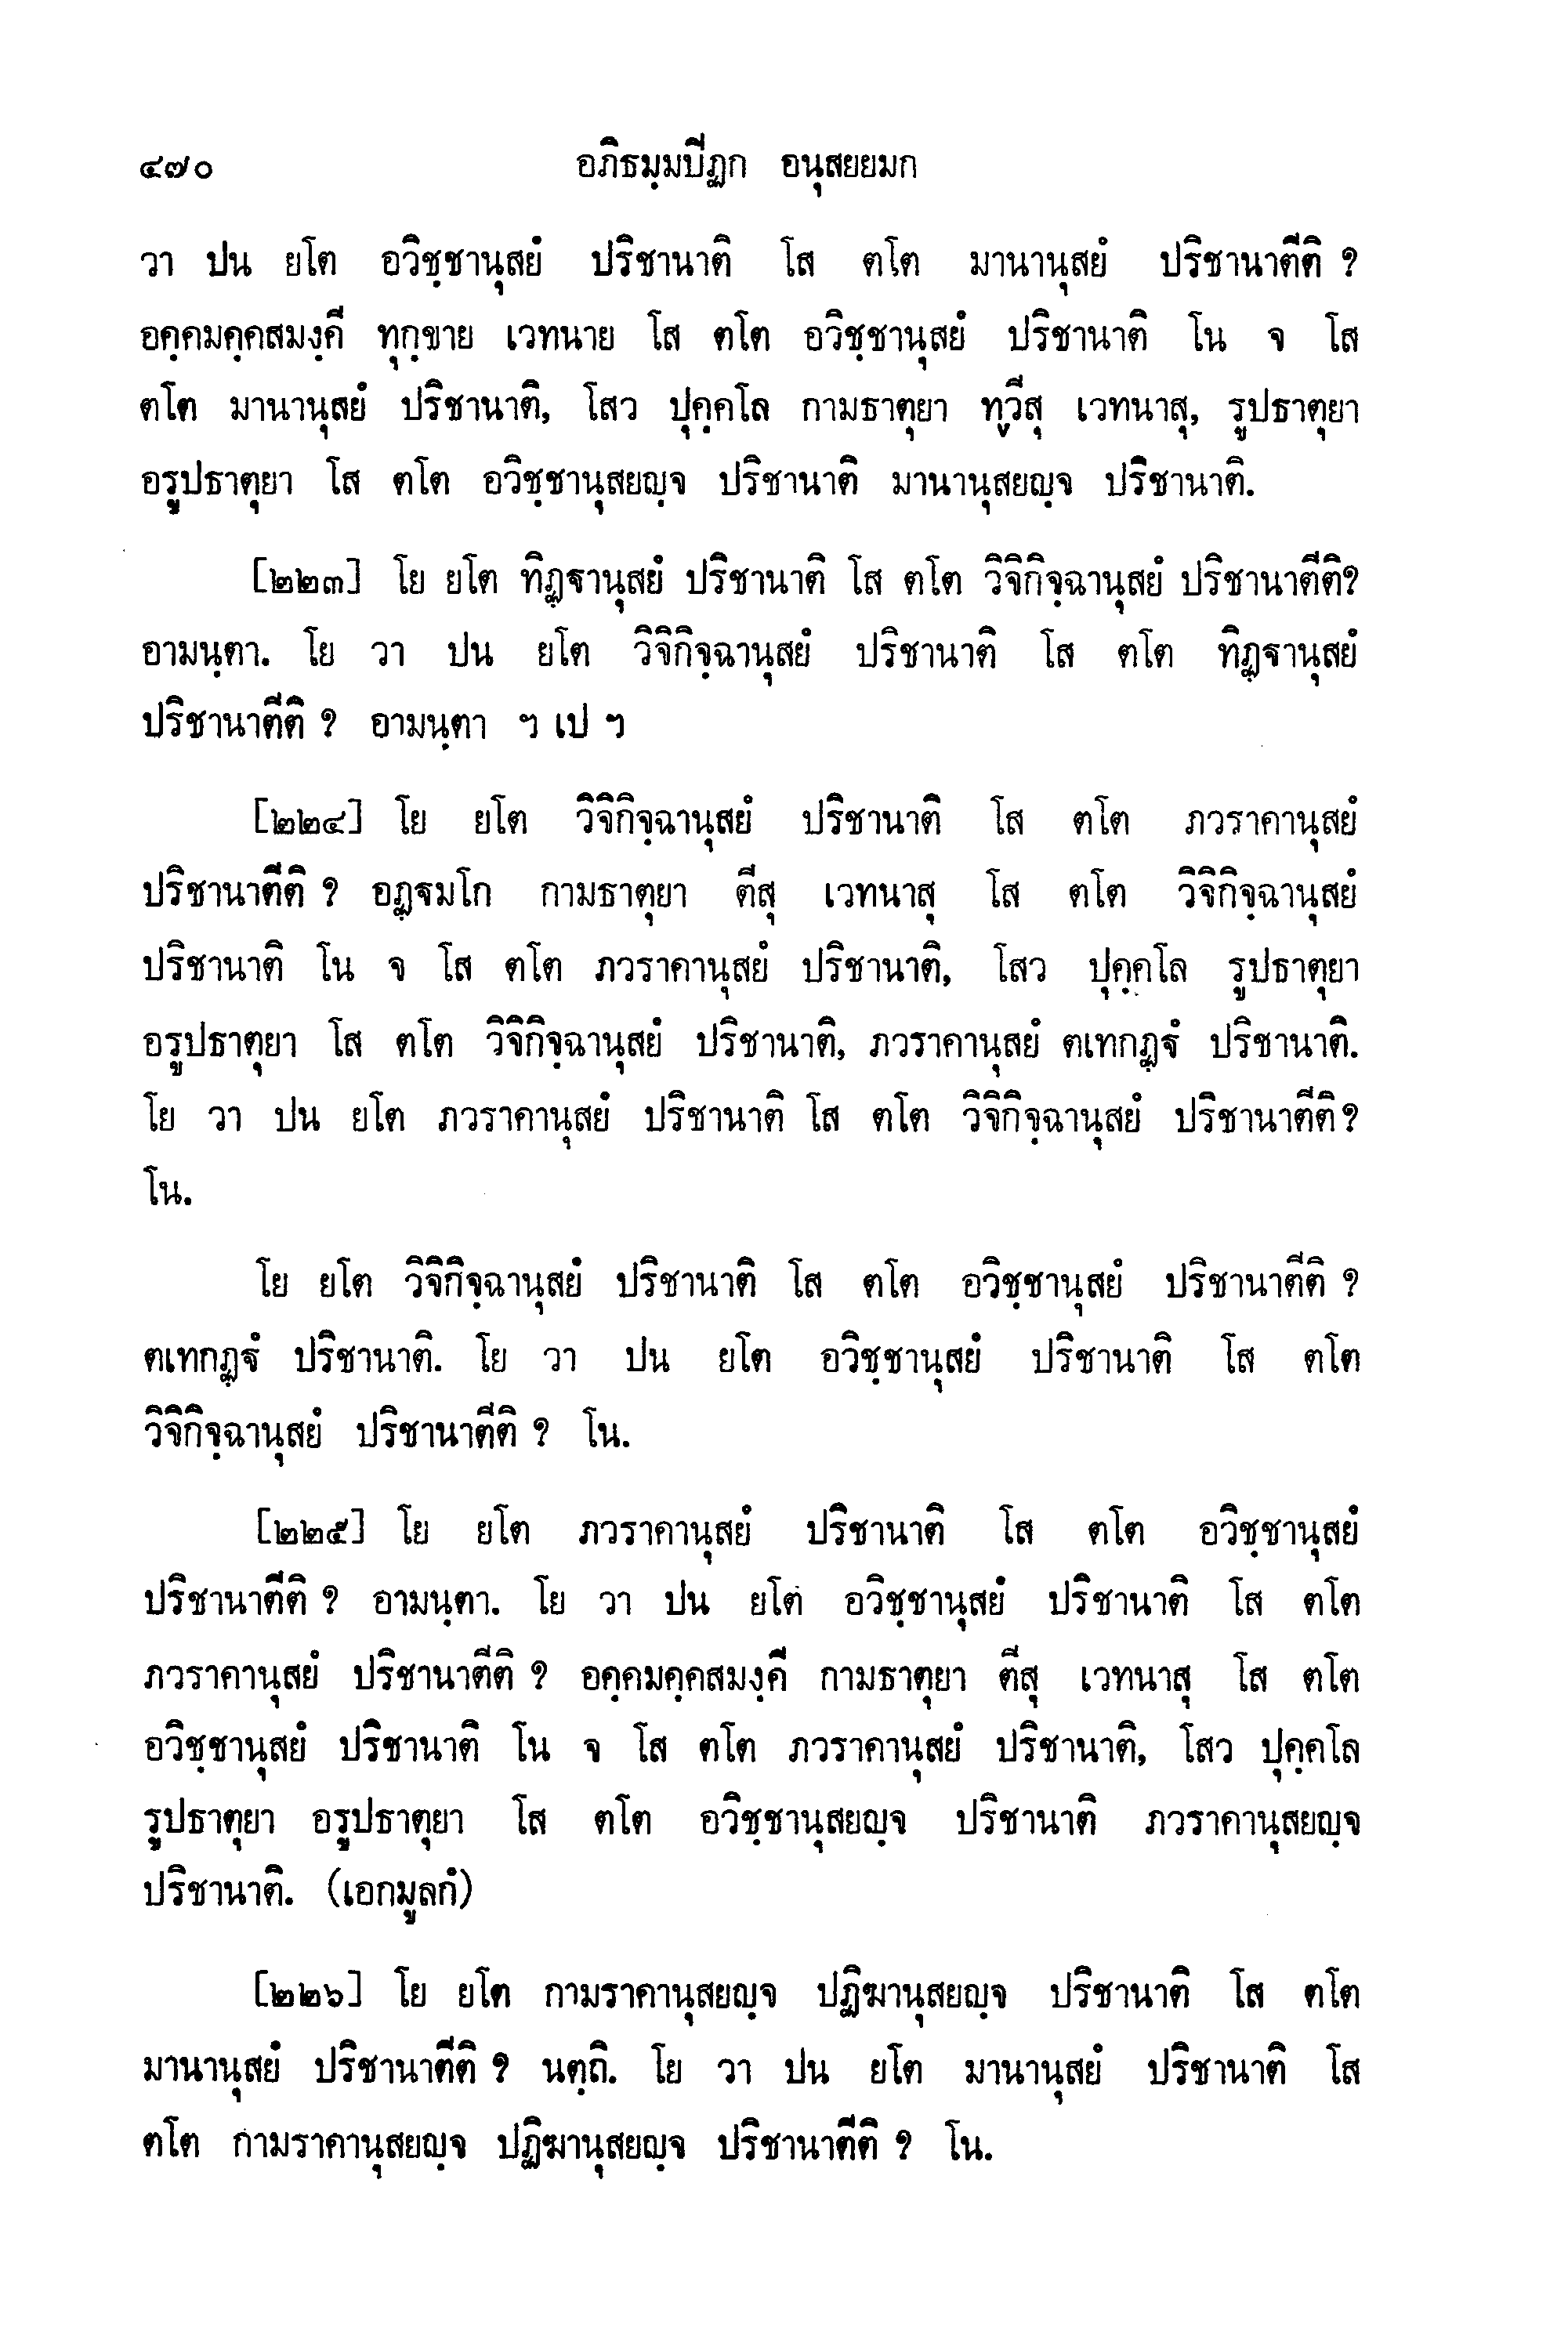 ๔๗๐ อภิธมฺมปิฏก อนุสยยมก
วา ปน ยโต อวิชฺชานุสยํ ปริชานาติ โส ตโต มานานุสยํ ปริชานาตีติ ?
อคฺคมคฺคสมงฺคี ทุกฺขาย เวทนาย โส ตโต อวิชฺชานุสยํ ปริชานาติ โน จ โส
ตโต มานานุสยํ ปริชานาติ, โสว ปุคฺคโล กามธาตุยา ทฺวีสุ เวทนาสุ, รูปธาตุยา
อรูปธาตุยา โส ตโต อวิชฺชานุสยญฺจ ปริชานาติ มานานุสยญฺจ ปริชานาติ.
[๒๒๓] โย ยโต ทิฏฺฐานุสยํ ปริชานาติ โส ตโต วิจิกิจฺฉานุสยํ ปริชานาตีติ?
อามนฺตา. โย วา ปน ยโต วิจิกิจฺฉานุสยํ ปริชานาติ โส ตโต ทิฏฺฐานุสยํ
ปริชานาตีติ ? อามนฺตา ฯ เป ฯ
[๒๒๔] โย ยโต วิจิกิจฺฉานุสยํ ปริชานาติ โส ตโต ภวราคานุสยํ
ปริชานาตีติ ? อฏฺฐมโก กามธาตุยา ตีสุ เวทนาสุ โส ตโต วิจิกิจฺฉานุสยํ
ปริชานาติ โน จ โส ตโต ภวราคานุสยํ ปริชานาติ, โสว ปุคฺคโล รูปธาตุยา
อรูปธาตุยา โส ตโต วิจิกิจฺฉานุสยํ ปริชานาติ, ภวราคานุสยํ ตเทกฏฺฐํ ปริชานาติ.
โย วา ปน ยโต ภวราคานุสยํ ปริชานาติ โส ตโต วิจิกิจฺฉานุสยํ ปริชานาตีติ?
โน.
โย ยโต วิจิกิจฺฉานุสยํ ปริชานาติ โส ตโต อวิชฺชานุสยํ ปริชานาตีติ ?
ตเทกฏฺฐํ ปริชานาติ. โย วา ปน ยโต อวิชฺชานุสยํ ปริชานาติ โส ตโต
วิจิกิจฺฉานุสยํ ปริชานาตีติ ? โน.
[๒๒๕] โย ยโต ภวราคานุสยํ ปริชานาติ โส ตโต อวิชฺชานุสยํ
ปริชานาตีติ ? อามนฺตา. โย วา ปน ยโต อวิชฺชานุสยํ ปริชานาติ โส ตโต
ภวราคานุสยํ ปริชานาตีติ ? อคฺคมคฺคสมงฺคี กามธาตุยา ตีสุ เวทนาสุ โส ตโต
อวิชฺชานุสยํ ปริชานาติ โน จ โส ตโต ภวราคานุสยํ ปริชานาติ, โสว ปุคฺคโล
รูปธาตุยา อรูปธาตุยา โส ตโต อวิชฺชานุสยญฺจ ปริชานาติ ภวราคานุสยญฺจ
ปริชานาติ. (เอกมูลกํ)
[๒๒๖] โย ยโต กามราคานุสยญฺจ ปฏิฆานุสยญฺจ ปริชานาติ โส ตโต
มานานุสยํ ปริชานาตีติ ? นตฺถิ. โย วา ปน ยโต มานานุสยํ ปริชานาติ โส
ตโต กามราคานุสยญฺจ ปฏิฆานุสยญฺจ ปริชานาตีติ ? โน.